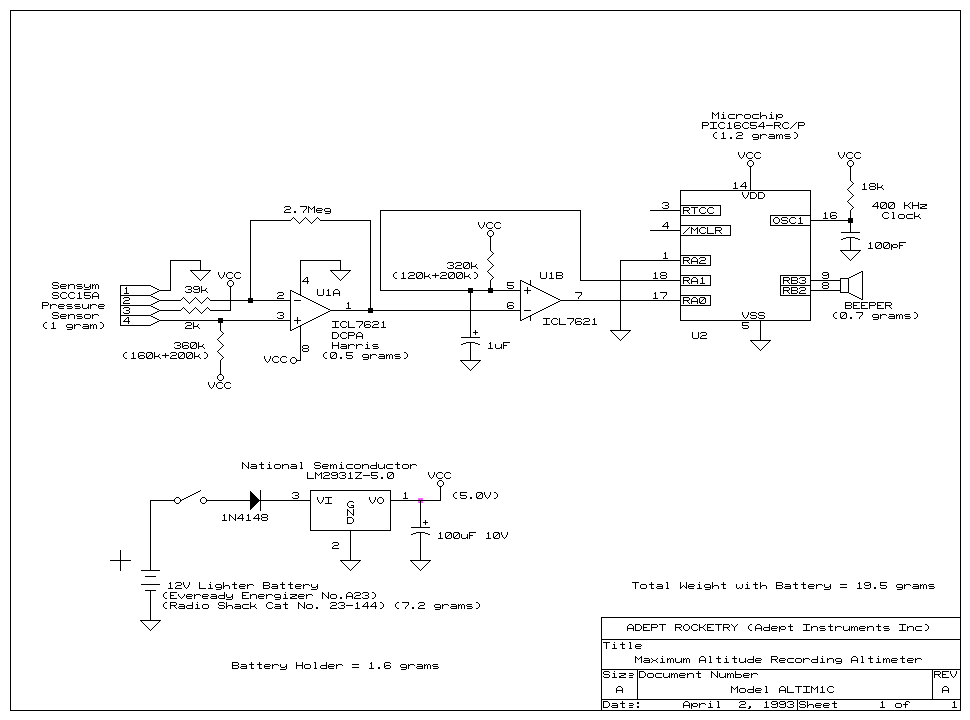 Microchip
PIC16C54-RC/P
(1.2 grams)
VCC
VCC
14
VDD
18k
3
RTCC
400 KHz
Clock
2.7Meg
OSC1
16
4
/MCLR
VCC
100pF
1
RA2
320k
(120k+200k)
U1B
18
RA1
RB3
9
RB2
8
Sensym
SCC15A
Pressure
Sensor
(1 gram)
1
2
3
4
39k
VCC
4
2
U1A
5
7
17
RA0
BEEPER
(0.7 grams)
3
1
6
VSS
5
U2
2k
ICL7621
DCPA
Harris
(0.5 grams)
ICL7621
360k
(160k+200k)
8
VCC
+
1uF
VCC
National Semiconductor
LM2931Z-5.0
VCC
(5.0V)
3
VI
GND
VO
1
1N4148
+
100uF 10V
2
12V Lighter Battery
(Eveready Energizer No.A23)
(Radio Shack Cat No. 23-144) (7.2 grams)
Total Weight with Battery = 19.5 grams
Battery Holder = 1.6 grams
ADEPT ROCKETRY (Adept Instruments Inc)
Title
Maximum Altitude Recording Altimeter
Size
Document Number
REV
A
Model ALTIM1C
A
Date:
April 2, 1993
Sheet
1 of 1